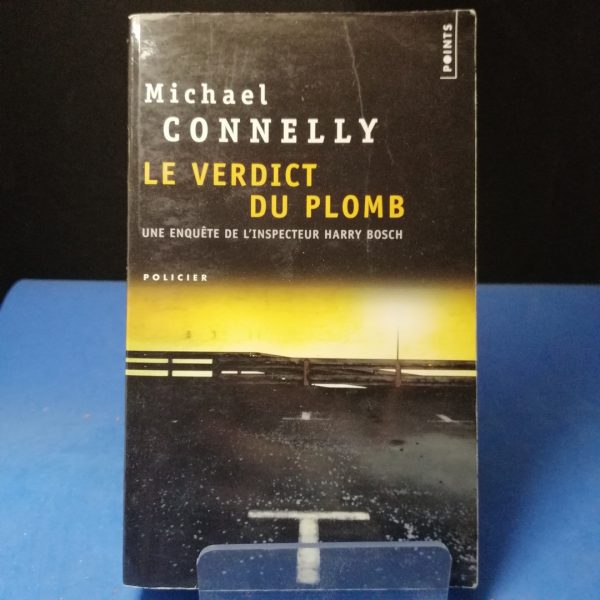 POINTS
Michael
CONNELLY
LE VERDICT
DU PLOMB
UNE ENQUÊTE DE L'INSPECTEUR HARRY BOSCH
POLICIER